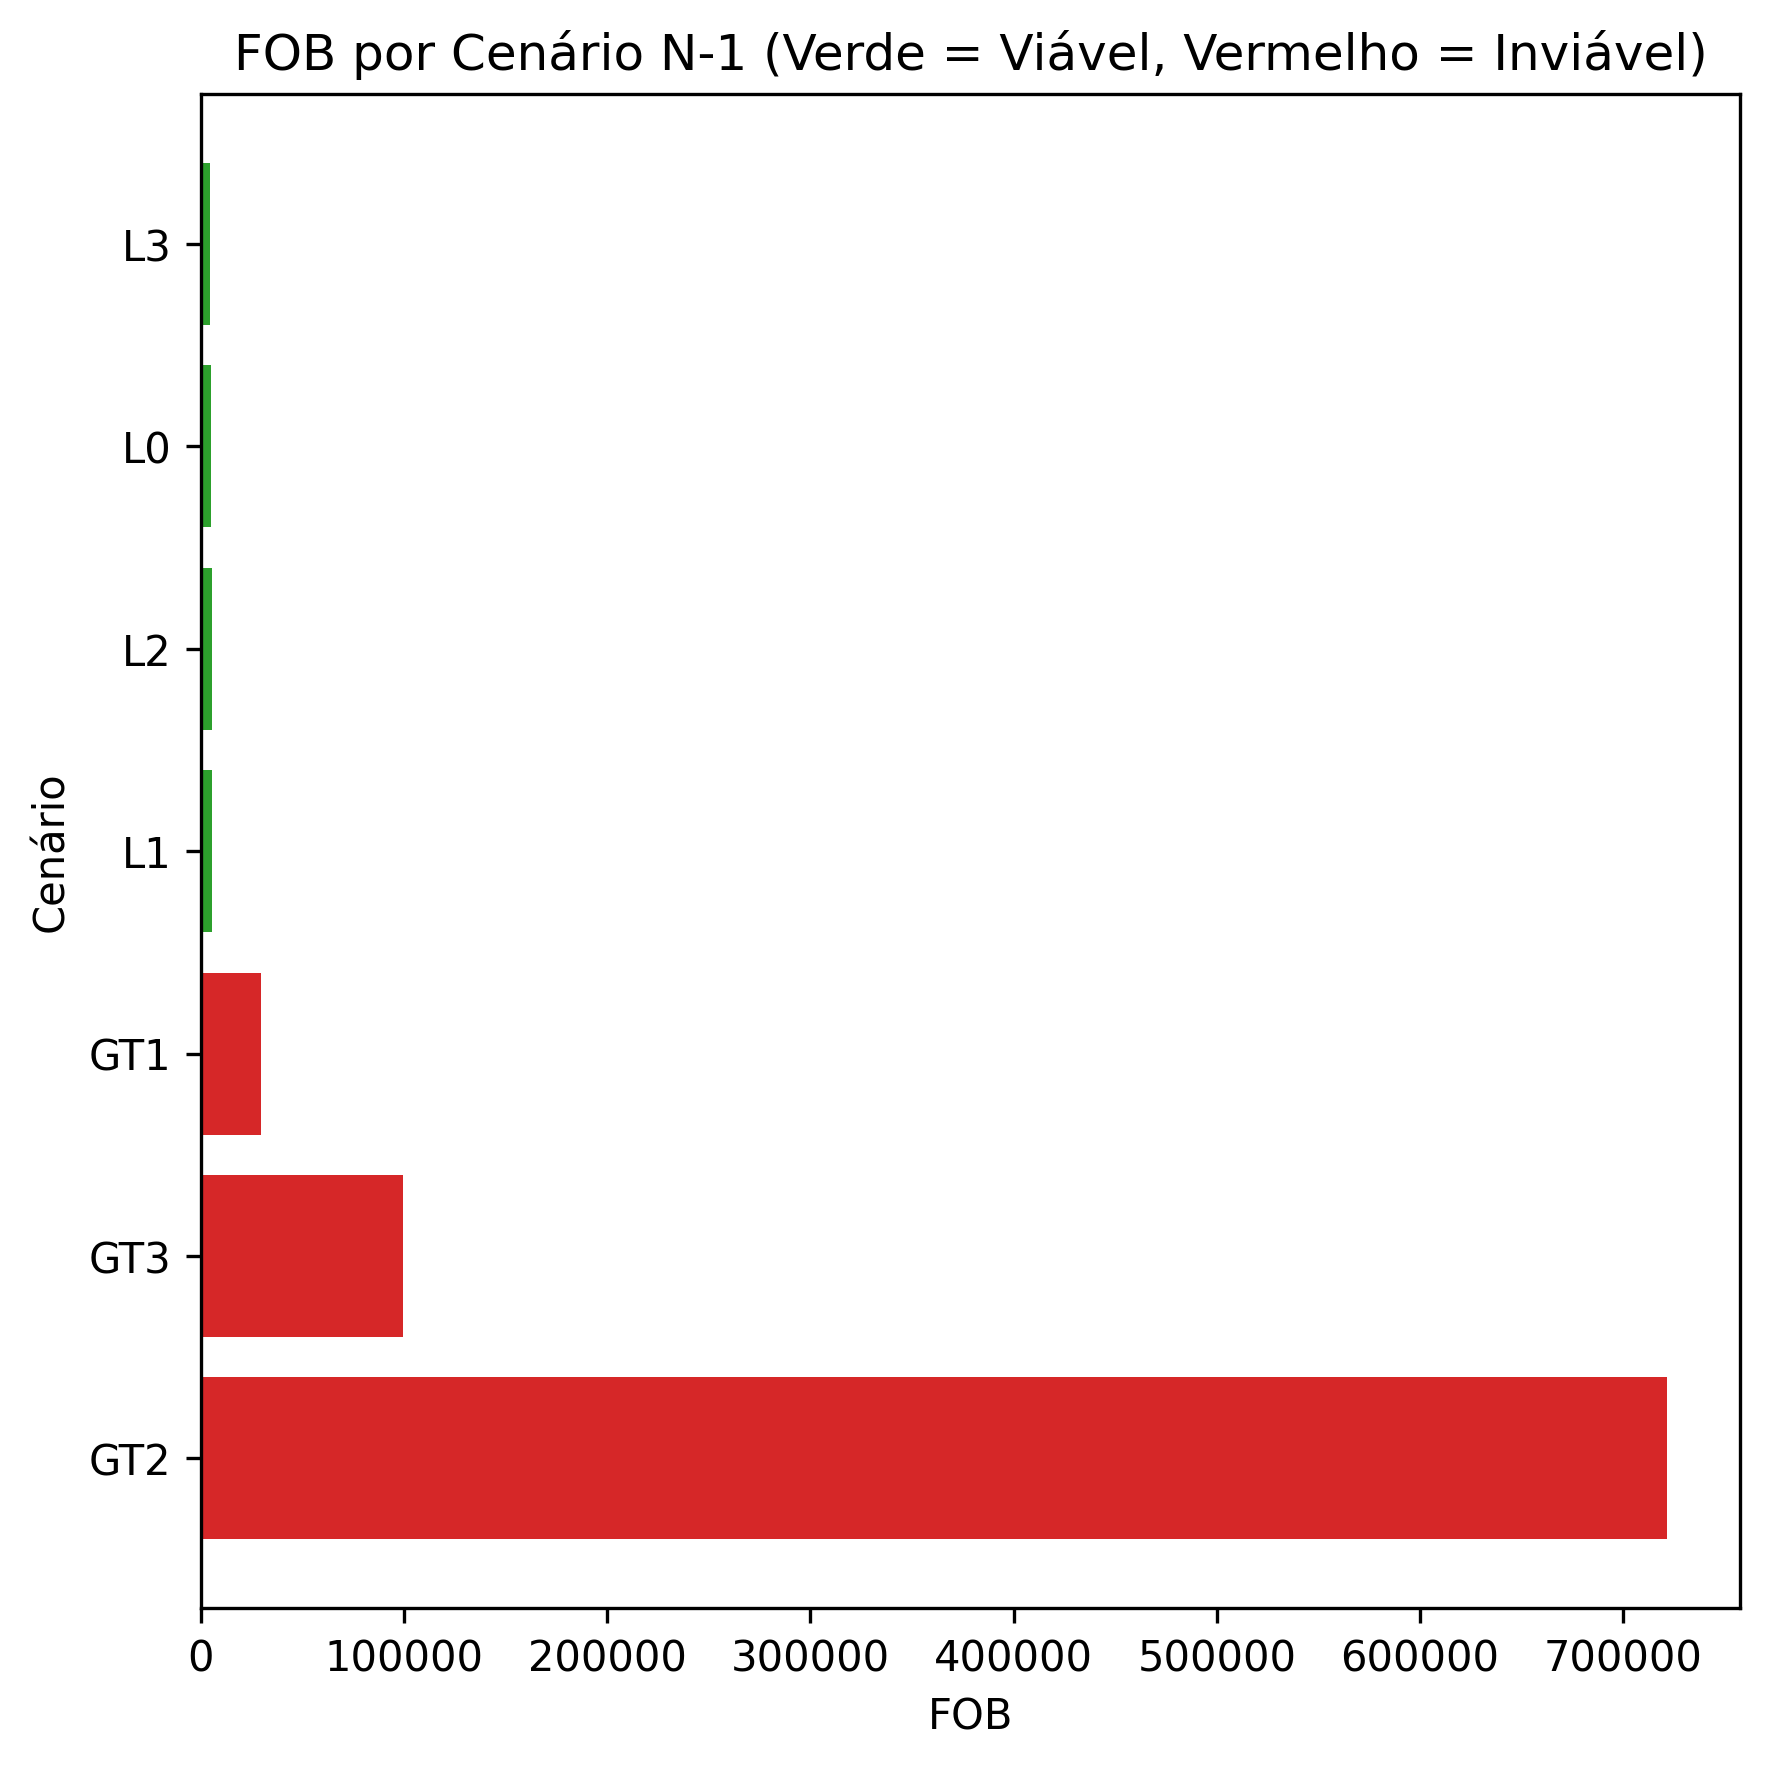 FOB por Cenário N-1 (Verde = Viável, Vermelho = Inviável)
L3
L0
L2
L1
GT1
GT3
GT2
Cenário
0 100000 200000 300000 400000 500000 600000 700000
FOB